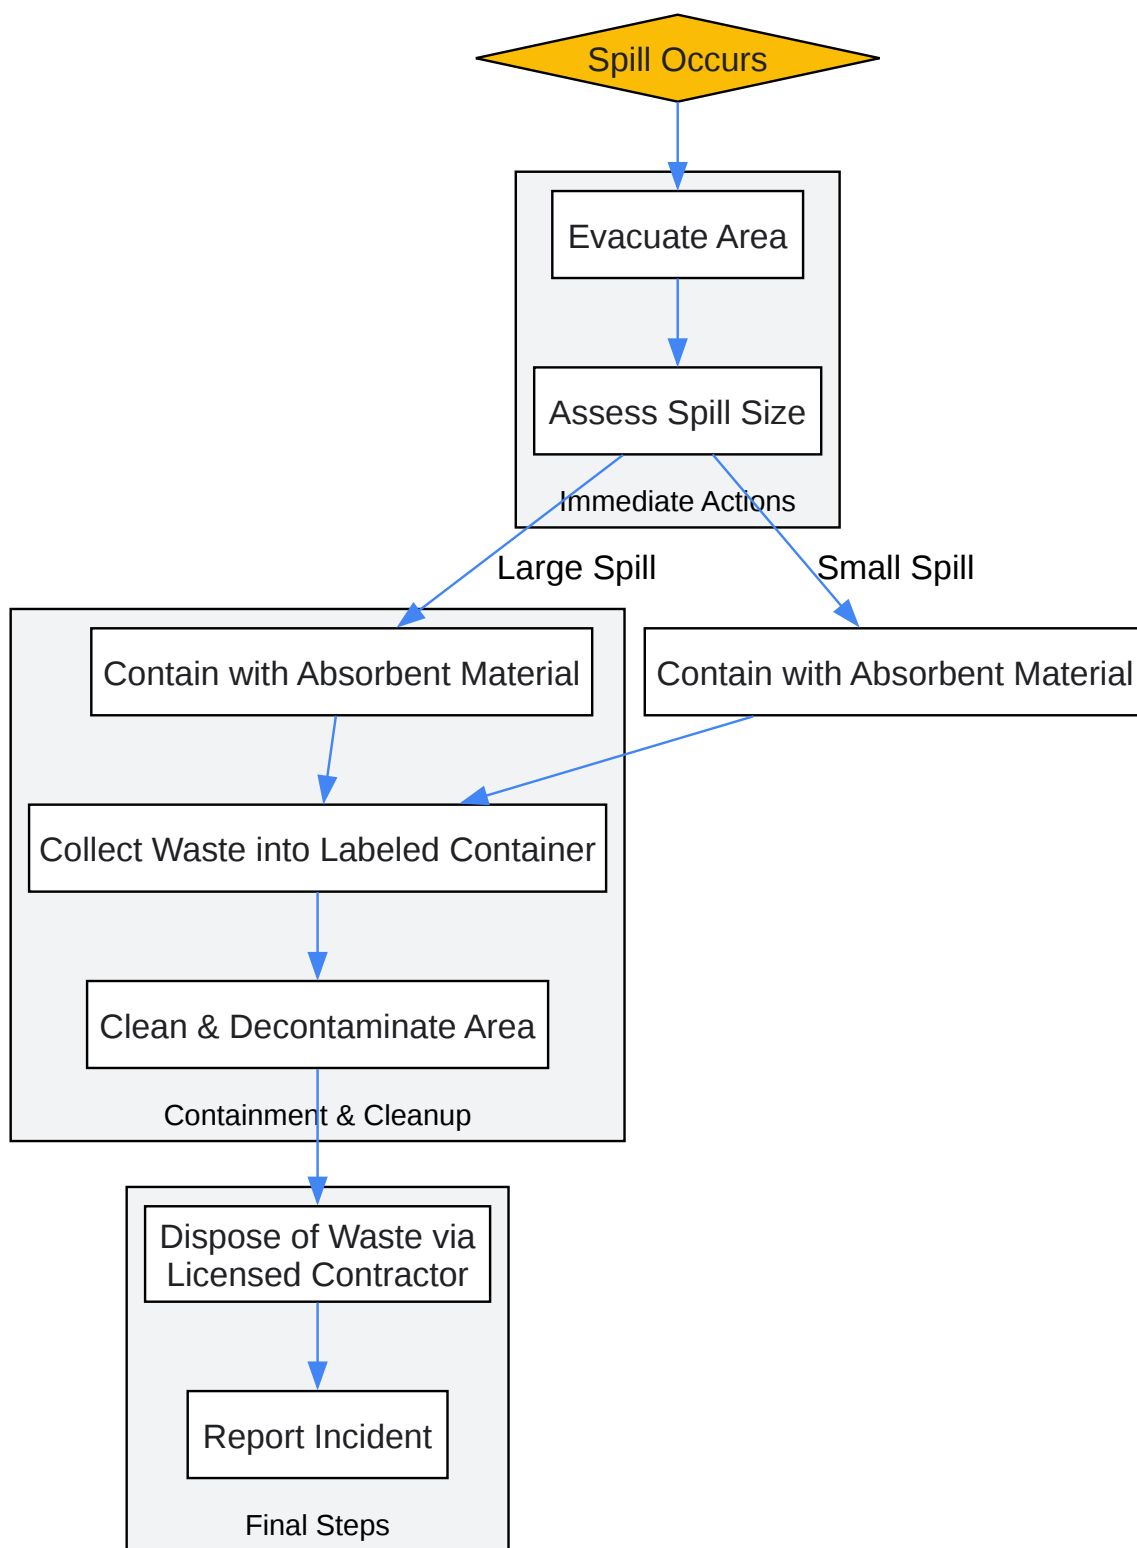 Spill Occurs
Evacuate Area
Assess Spill Size
Immediate Actions
Large Spill
Small Spill
Contain with Absorbent Material
Contain with Absorbent Material
Collect Waste into Labeled Container
Clean & Decontaminate Area
Containment & Cleanup
Dispose of Waste via
Licensed Contractor
Report Incident
Final Steps